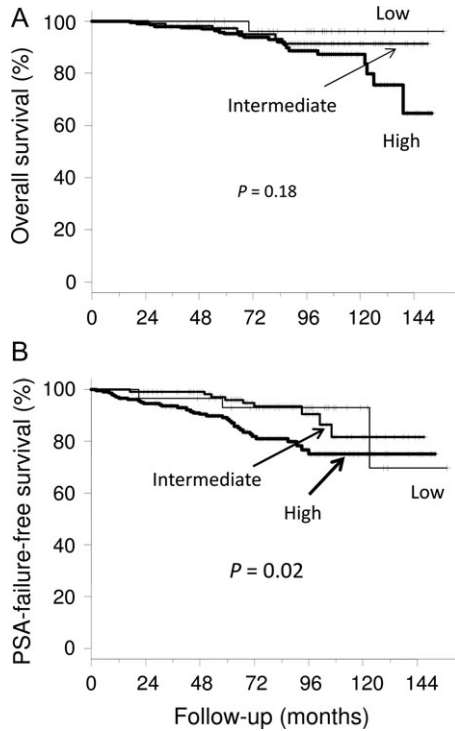 A
Overall survival (%)
100
80
60
40
20
0
Low
Intermediate
High
P = 0.18
0 24 48 72 96 120 144
B
PSA-failure-free survival (%)
100
80
60
40
20
0
Intermediate
High
Low
P = 0.02
0 24 48 72 96 120 144
Follow-up (months)